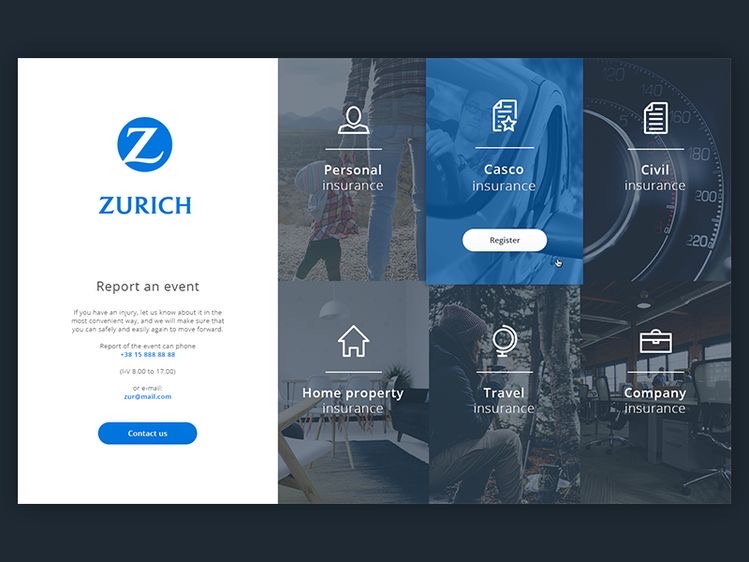 Z
ZURICH
Report an event
If you have an injury, let us know about it in the
most convenient way, and we will make sure that
you can safely and easily again to move forward.
Report of the event can phone
+38 15 888 88 88
(I-V 8.00 to 17.00)
or e-mail:
zur@mail.com
Contact us
Personal
insurance
Casco
insurance
Register
Civil
insurance
120
140
160
180
200
220
Home property
insurance
Travel
insurance
Company
insurance